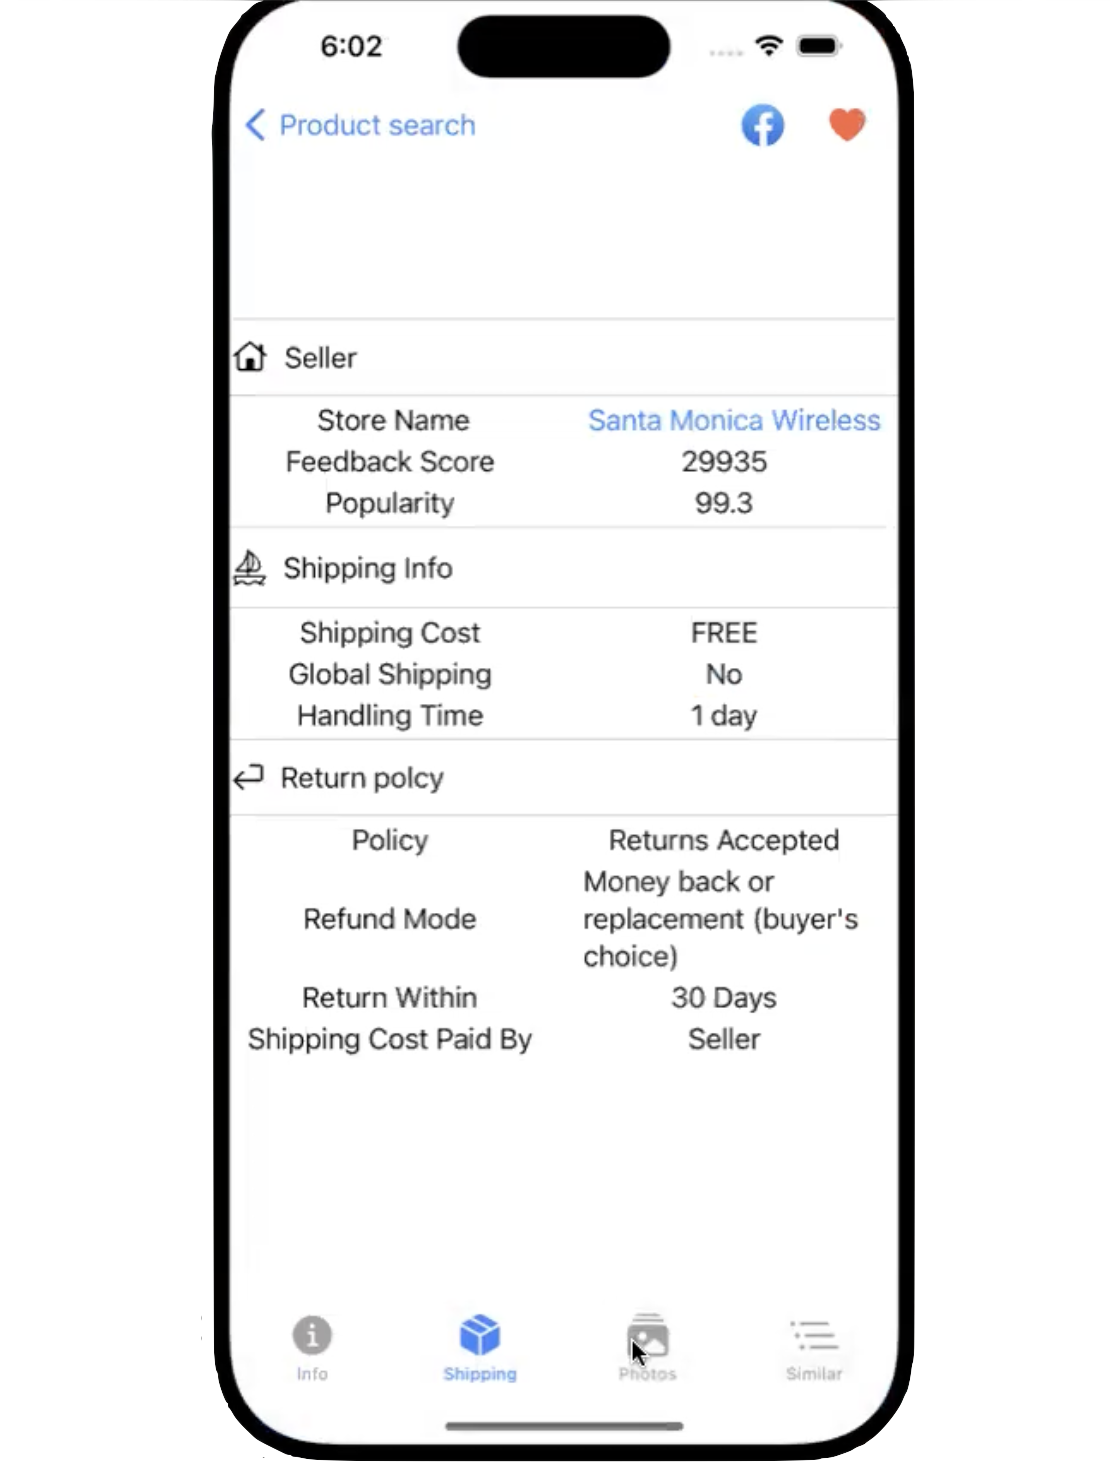 6:02
Product search
Seller
Store Name Santa Monica Wireless
Feedback Score 29935
Popularity 99.3
Shipping Info
Shipping Cost FREE
Global Shipping No
Handling Time 1 day
Return polcy
Policy Returns Accepted
Refund Mode Money back or
replacement (buyer's
choice)
Return Within 30 Days
Shipping Cost Paid By Seller
Info Shipping Photos Similar